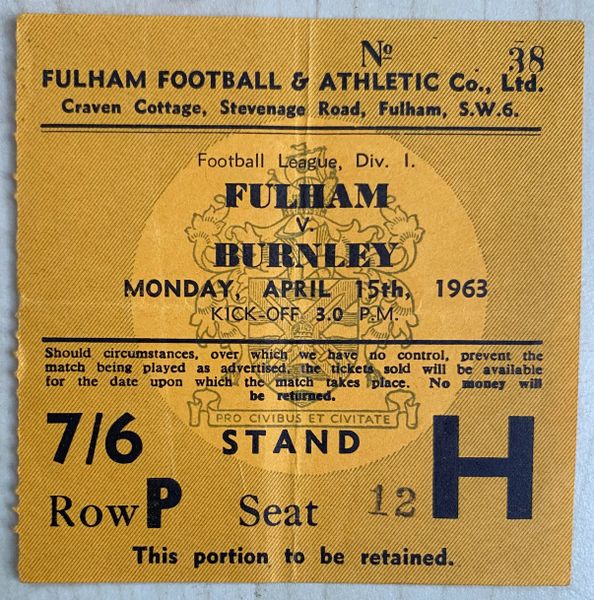 Nº 38
FULHAM FOOTBALL & ATHLETIC Co., Ltd.
Craven Cottage, Stevenage Road, Fulham, S.W.6.
Football League, Div. I.
FULHAM
v.
BURNLEY
MONDAY, APRIL 15th, 1963
KICK-OFF 3.0 P.M.
Should circumstances, over which we have no control, prevent the
match being played as advertised, the tickets sold will be available
for the date upon which the match takes place. No money will
be returned.
PRO CIVIBUS ET CIVITATE
7/6 STAND H
Row P Seat 12
This portion to be retained.